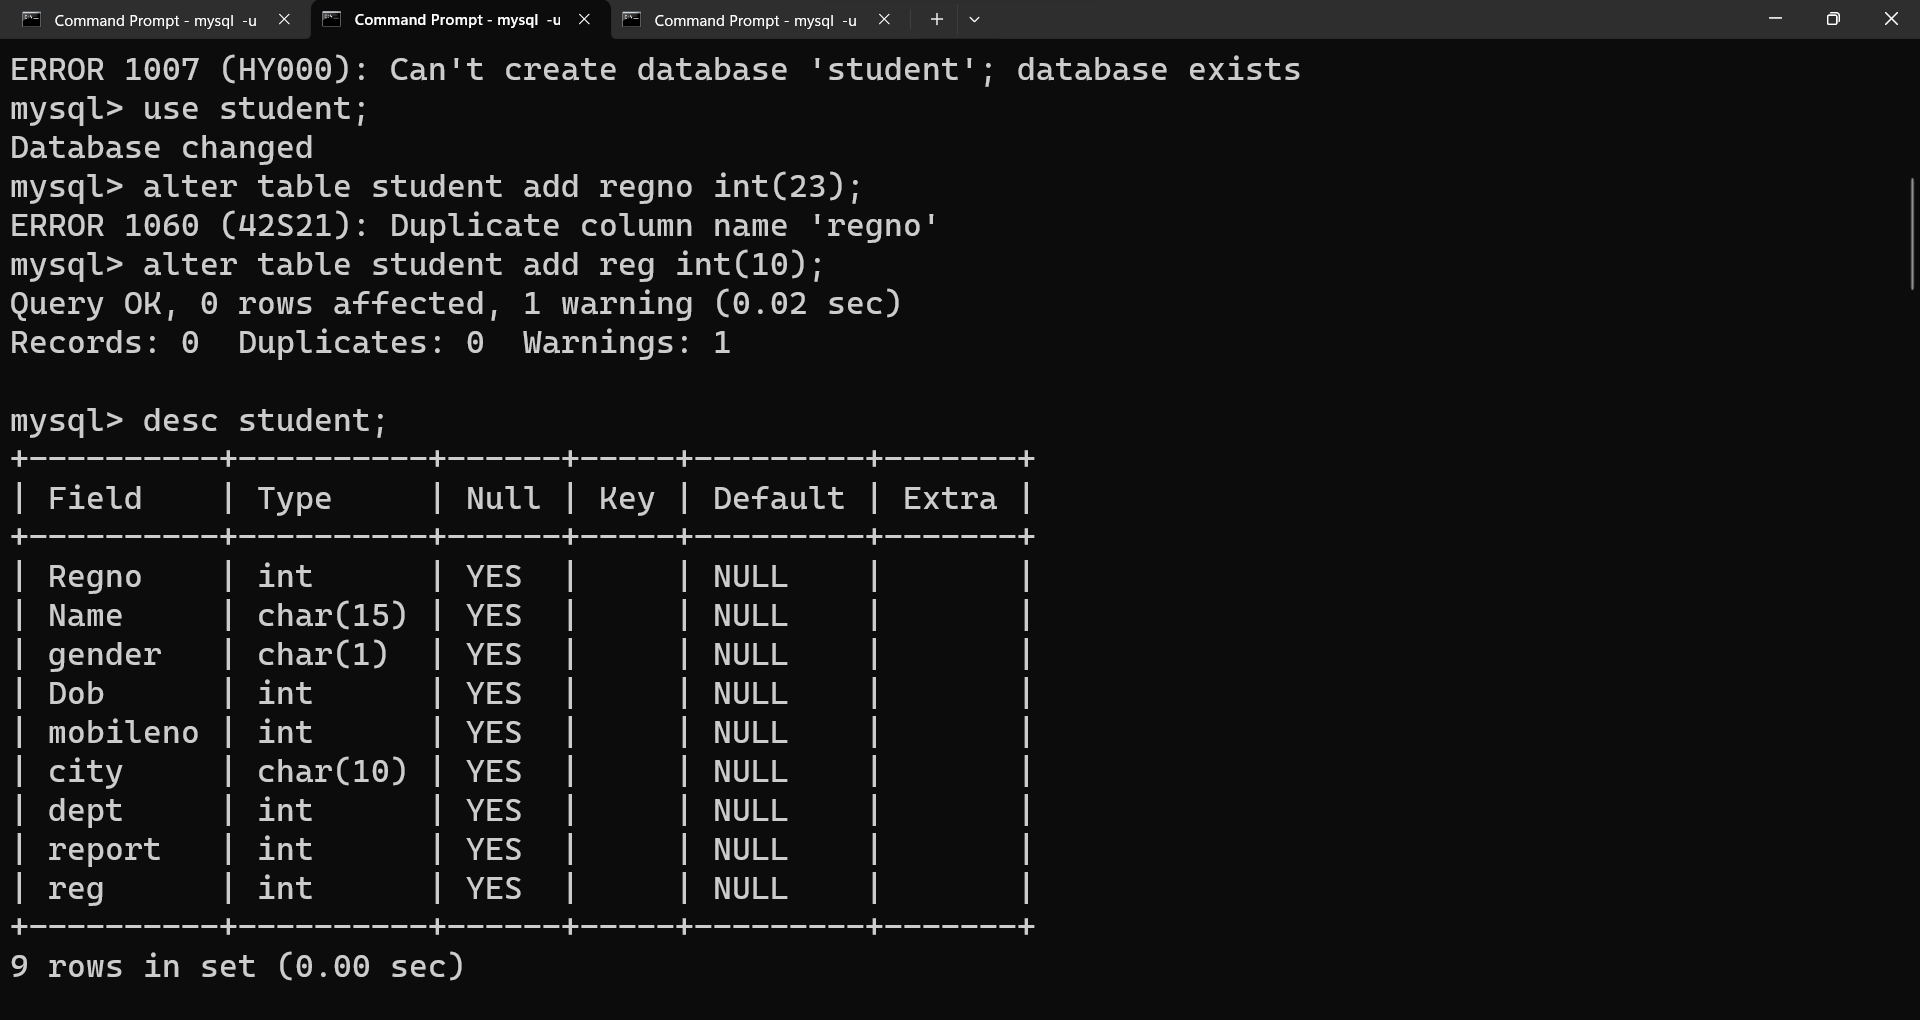 Command Prompt - mysql -u
Command Prompt - mysql -u
Command Prompt - mysql -u
ERROR 1007 (HY000): Can't create database 'student'; database exists
mysql> use student;
Database changed
mysql> alter table student add regno int(23);
ERROR 1060 (42S21): Duplicate column name 'regno'
mysql> alter table student add reg int(10);
Query OK, 0 rows affected, 1 warning (0.02 sec)
Records: 0  Duplicates: 0  Warnings: 1

mysql> desc student;
+----------+----------+------+-----+---------+-------+
| Field    | Type     | Null | Key | Default | Extra |
+----------+----------+------+-----+---------+-------+
| Regno    | int      | YES  |     | NULL    |       |
| Name     | char(15) | YES  |     | NULL    |       |
| gender   | char(1)  | YES  |     | NULL    |       |
| Dob      | int      | YES  |     | NULL    |       |
| mobileno | int      | YES  |     | NULL    |       |
| city     | char(10) | YES  |     | NULL    |       |
| dept     | int      | YES  |     | NULL    |       |
| report   | int      | YES  |     | NULL    |       |
| reg      | int      | YES  |     | NULL    |       |
+----------+----------+------+-----+---------+-------+
9 rows in set (0.00 sec)